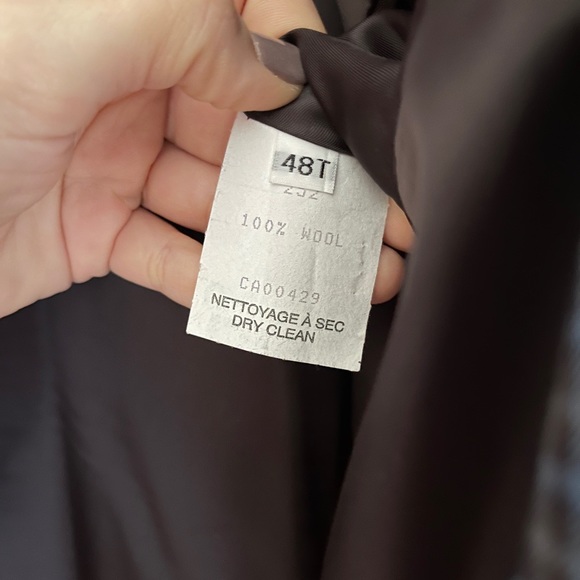 48T
100% WOOL
CA00429
NETTOYAGE À SEC
DRY CLEAN